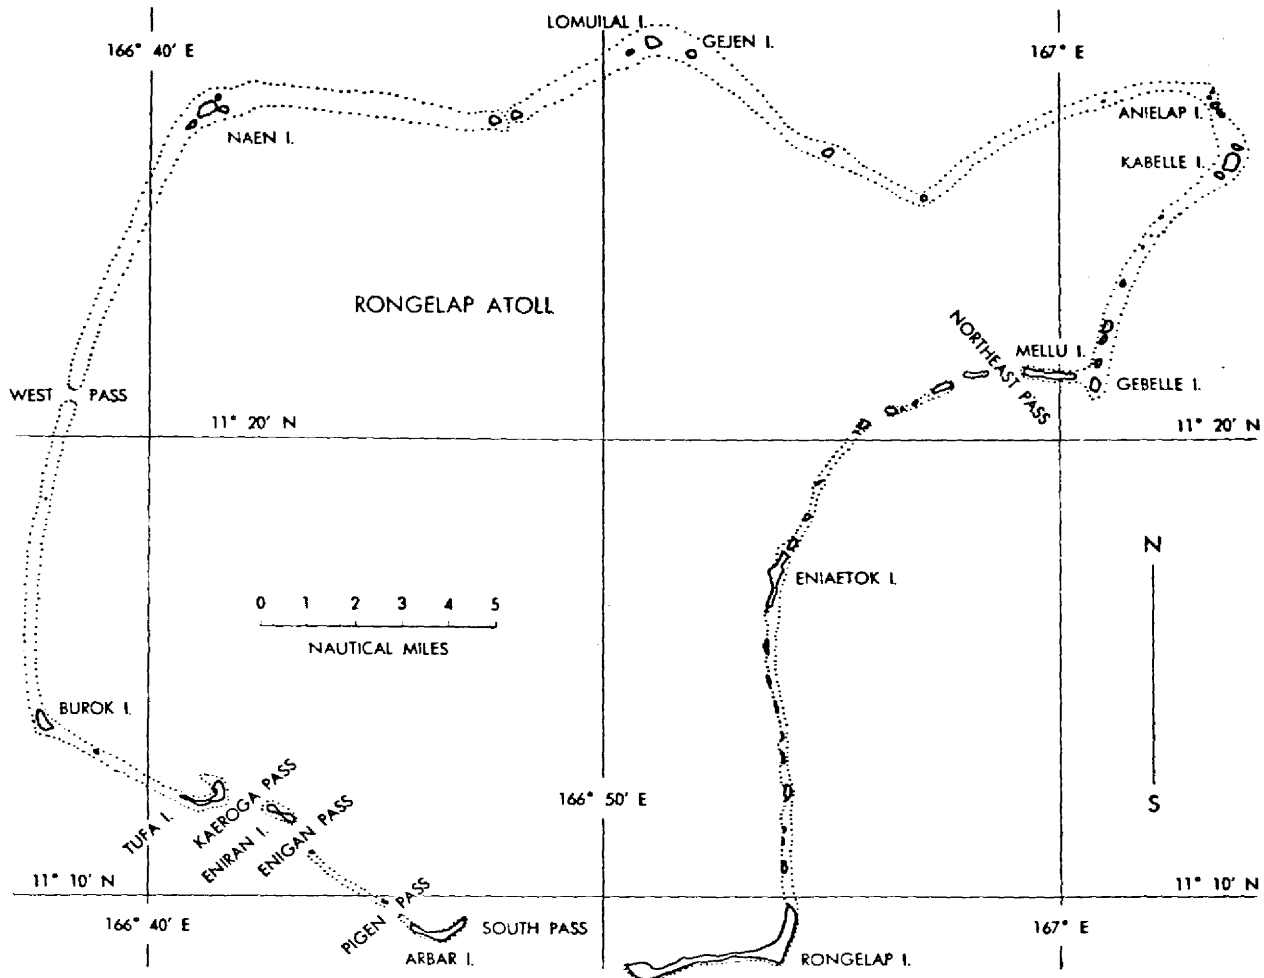 LOMUILAL I.
166° 40' E
GEJEN I.
167° E
ANIELAP I.
NAEN I.
KABELLE I.
RONGELAP ATOLL
NORTHEAST PASS
MELLU I.
GEBELLE I.
WEST PASS
11° 20' N
11° 20' N
N
ENIAETOK I.
0 1 2 3 4 5
NAUTICAL MILES
BUROK I.
166° 50' E
S
TUFA I.
KAEROGA PASS
ENIRAN I.
ENIGAN PASS
11° 10' N
11° 10' N
PIGEN PASS
166° 40' E
SOUTH PASS
167° E
ARBAR I.
RONGELAP I.